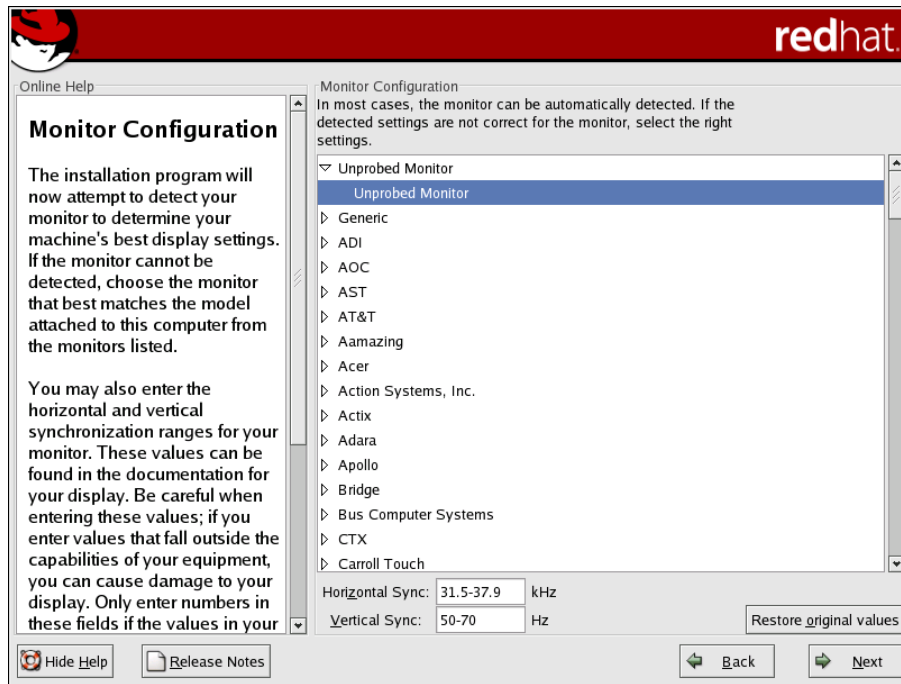 redhat.
Online Help
Monitor Configuration
The installation program will
now attempt to detect your
monitor to determine your
machine's best display settings.
If the monitor cannot be
detected, choose the monitor
that best matches the model
attached to this computer from
the monitors listed.
You may also enter the
horizontal and vertical
synchronization ranges for your
monitor. These values can be
found in the documentation for
your display. Be careful when
entering these values; if you
enter values that fall outside the
capabilities of your equipment,
you can cause damage to your
display. Only enter numbers in
these fields if the values in your
Monitor Configuration
In most cases, the monitor can be automatically detected. If the
detected settings are not correct for the monitor, select the right
settings.
Unprobed Monitor
Unprobed Monitor
Generic
ADI
AOC
AST
AT&T
Aamazing
Acer
Action Systems, Inc.
Actix
Adara
Apollo
Bridge
Bus Computer Systems
CTX
Carroll Touch
Horizontal Sync: 31.5-37.9 kHz
Vertical Sync: 50-70 Hz
Restore original values
Hide Help
Release Notes
Back
Next